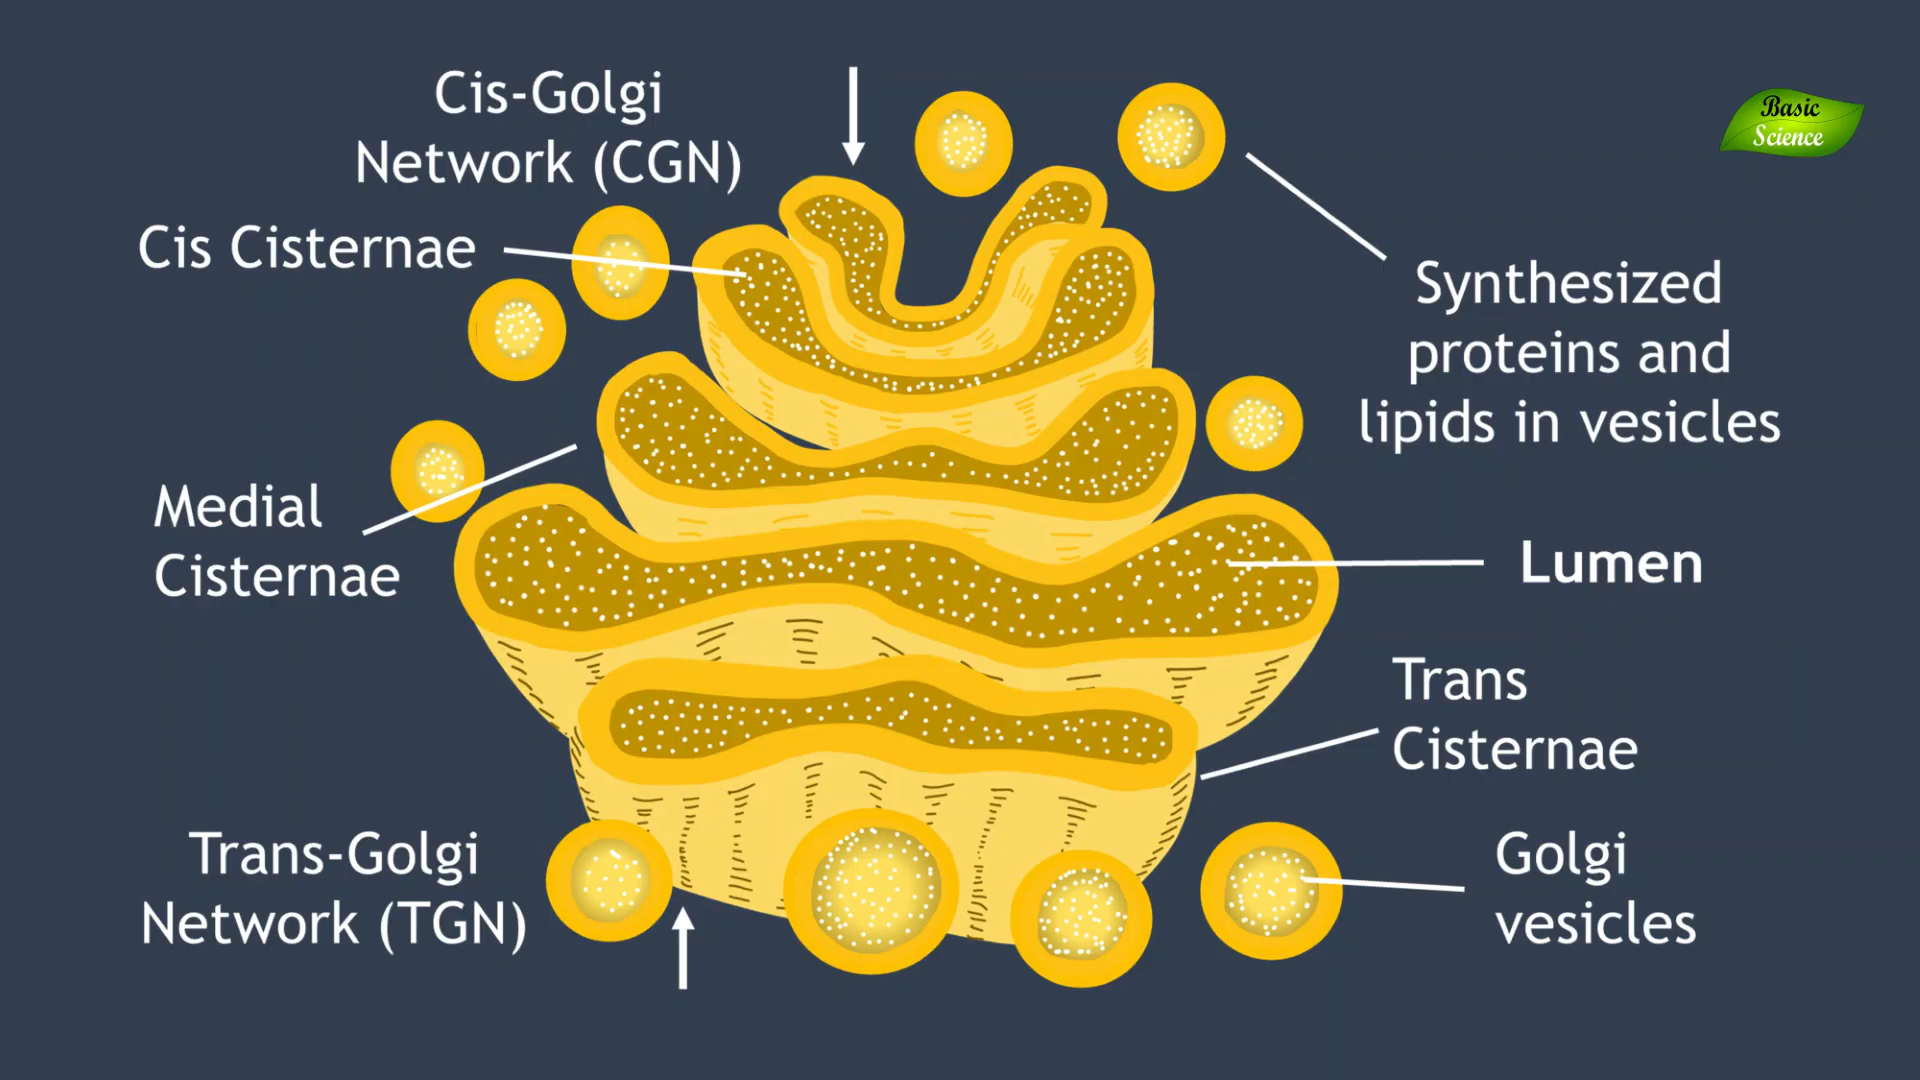 Cis-Golgi
Network (CGN)
Basic
Science
Cis Cisternae
Synthesized
proteins and
lipids in vesicles
Medial
Cisternae
Lumen
Trans
Cisternae
Trans-Golgi
Network (TGN)
Golgi
vesicles